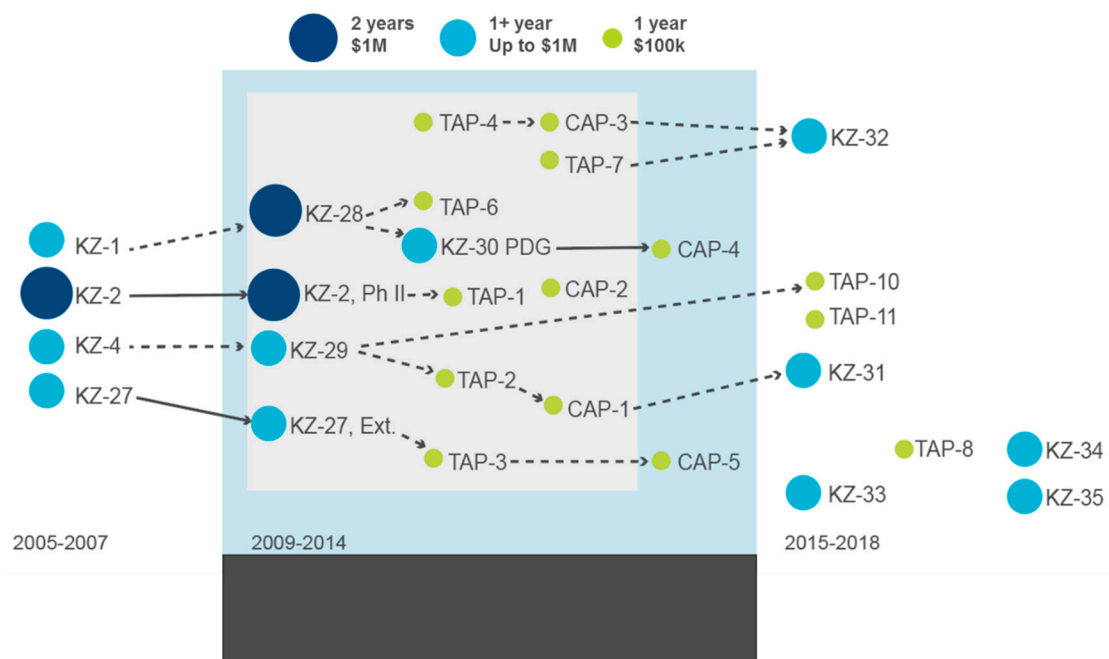 2 years
$1M
1+ year
Up to $1M
1 year
$100k
TAP-4
CAP-3
KZ-32
TAP-7
KZ-28
TAP-6
KZ-1
KZ-30 PDG
CAP-4
KZ-2
KZ-2, Ph II
TAP-1
CAP-2
TAP-10
TAP-11
KZ-4
KZ-29
TAP-2
KZ-31
KZ-27
CAP-1
KZ-27, Ext.
TAP-3
CAP-5
TAP-8
KZ-34
KZ-33
KZ-35
2005-2007
2009-2014
2015-2018